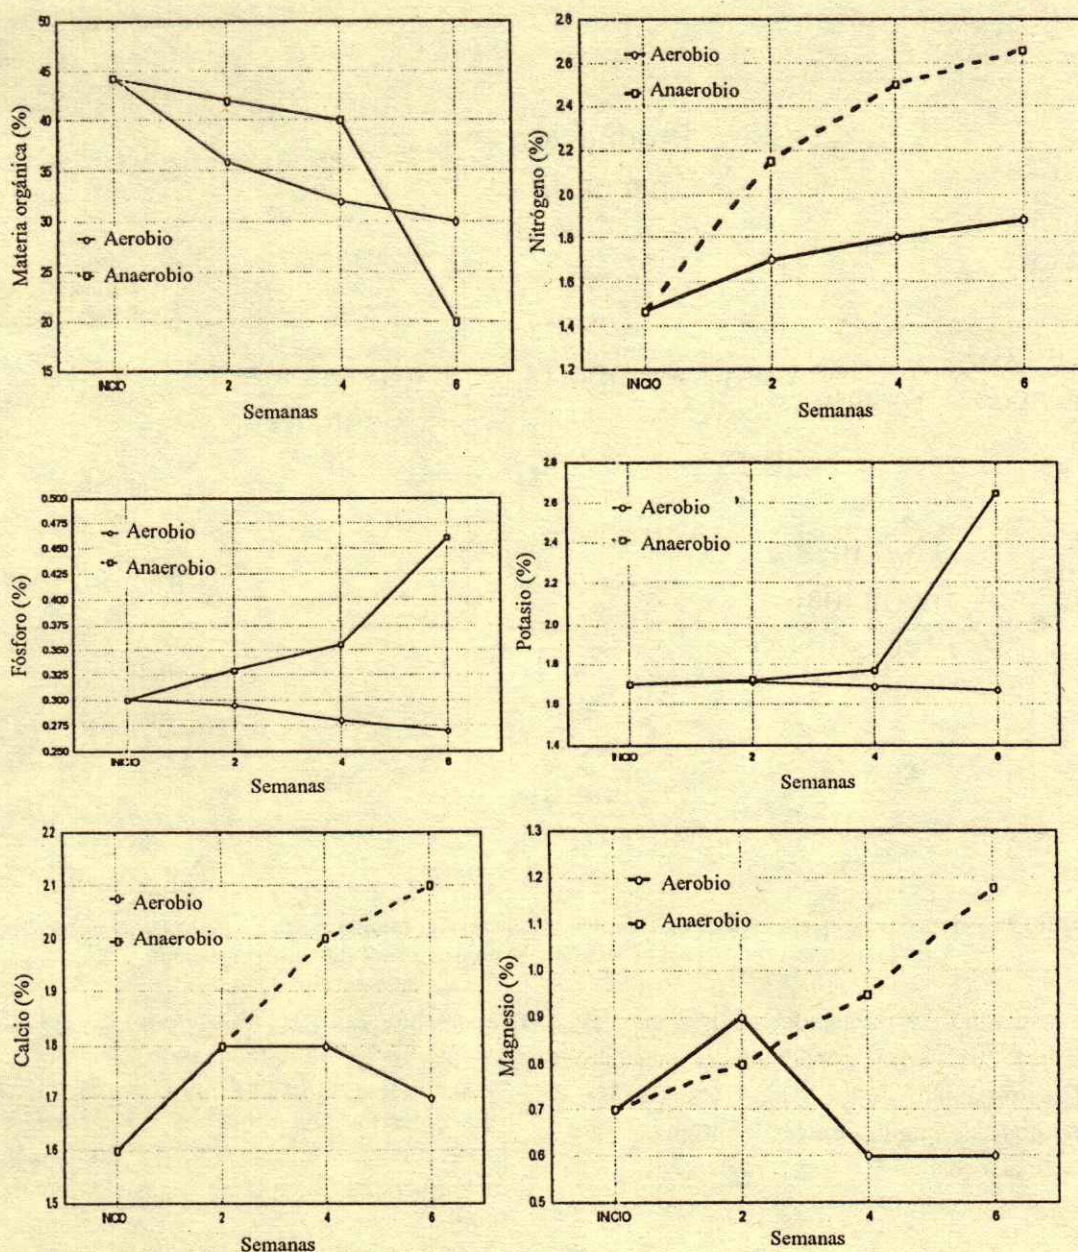 Materia orgánica (%)
50
45
40
35
30
25
20
15
Aerobio
Anaerobio
INICIO
2
4
6
Semanas
Nitrógeno (%)
2.8
2.6
2.4
2.2
2.0
1.8
1.6
1.4
1.2
Aerobio
Anaerobio
INICIO
2
4
6
Semanas
Fósforo (%)
0.500
0.475
0.450
0.425
0.400
0.375
0.350
0.325
0.300
0.275
0.250
Aerobio
Anaerobio
INICIO
2
4
6
Semanas
Potasio (%)
2.8
2.6
2.4
2.2
2.0
1.8
1.6
1.4
Aerobio
Anaerobio
INICIO
2
4
6
Semanas
Calcio (%)
2.2
2.1
2.0
1.9
1.8
1.7
1.6
1.5
Aerobio
Anaerobio
INICIO
2
4
6
Semanas
Magnesio (%)
1.3
1.2
1.1
1.0
0.9
0.8
0.7
0.6
0.5
Aerobio
Anaerobio
INICIO
2
4
6
Semanas